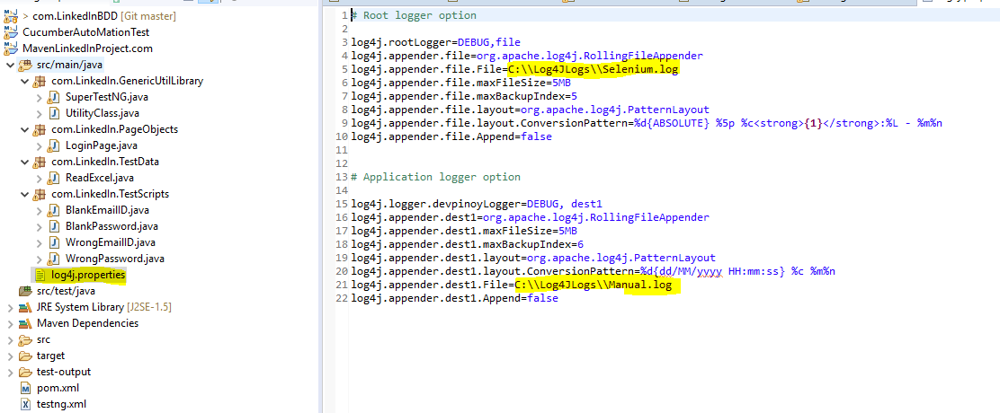 > com.LinkedInBDD [Git master]
CucumberAutoMationTest
MavenLinkedInProject.com
src/main/java
com.LinkedIn.GenericUtilLibrary
SuperTestNG.java
UtilityClass.java
com.LinkedIn.PageObjects
LoginPage.java
com.LinkedIn.TestData
ReadExcel.java
com.LinkedIn.TestScripts
BlankEmailID.java
BlankPassword.java
WrongEmailID.java
WrongPassword.java
log4j.properties
src/test/java
JRE System Library [J2SE-1.5]
Maven Dependencies
src
target
test-output
pom.xml
testng.xml
1 # Root logger option
2
3 log4j.rootLogger=DEBUG,file
4 log4j.appender.file=org.apache.log4j.RollingFileAppender
5 log4j.appender.file.File=C:\\Log4JLogs\\Selenium.log
6 log4j.appender.file.maxFileSize=5MB
7 log4j.appender.file.maxBackupIndex=5
8 log4j.appender.file.layout=org.apache.log4j.PatternLayout
9 log4j.appender.file.layout.ConversionPattern=%d{ABSOLUTE} %5p %c<strong>{1}</strong>:%L - %m%n
10 log4j.appender.file.Append=false
11
12
13 # Application logger option
14
15 log4j.logger.devpinoyLogger=DEBUG, dest1
16 log4j.appender.dest1=org.apache.log4j.RollingFileAppender
17 log4j.appender.dest1.maxFileSize=5MB
18 log4j.appender.dest1.maxBackupIndex=6
19 log4j.appender.dest1.layout=org.apache.log4j.PatternLayout
20 log4j.appender.dest1.layout.ConversionPattern=%d{dd/MM/yyyy HH:mm:ss} %c %m%n
21 log4j.appender.dest1.File=C:\\Log4JLogs\\Manual.log
22 log4j.appender.dest1.Append=false